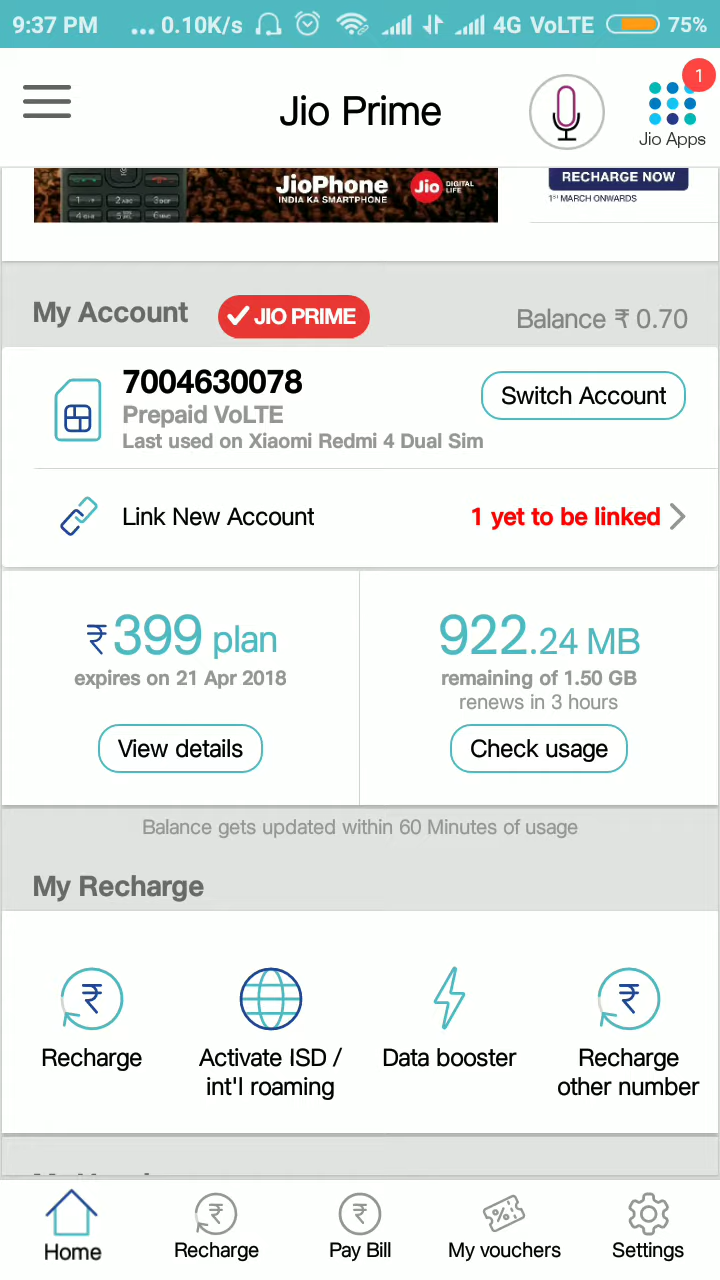 9:37 PM ... 0.10K/s 4G VoLTE 75%
Jio Prime
1
Jio Apps
JioPhone
INDIA KA SMARTPHONE
Jio DIGITAL LIFE
RECHARGE NOW
1ST MARCH ONWARDS
My Account JIO PRIME Balance ₹ 0.70
7004630078
Prepaid VoLTE
Last used on Xiaomi Redmi 4 Dual Sim
Switch Account
Link New Account 1 yet to be linked
₹399 plan
expires on 21 Apr 2018
View details
922.24 MB
remaining of 1.50 GB
renews in 3 hours
Check usage
Balance gets updated within 60 Minutes of usage
My Recharge
Recharge
Activate ISD /
int'l roaming
Data booster
Recharge
other number
Home Recharge Pay Bill My vouchers Settings